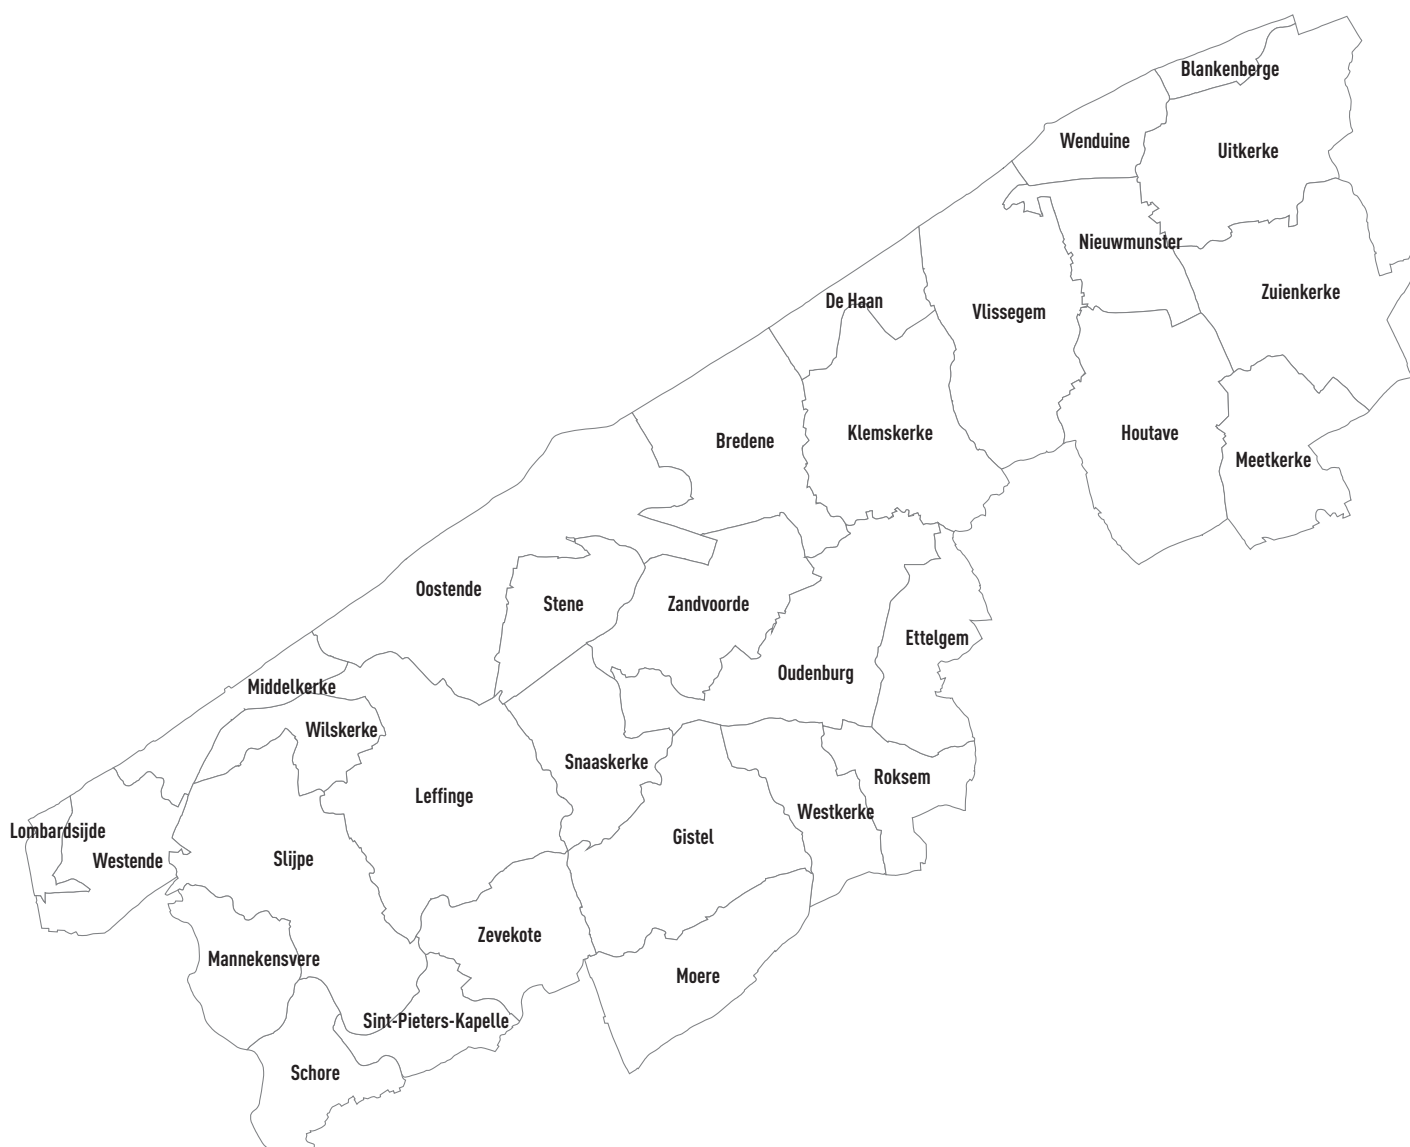 Blankenberge
Wenduine
Uitkerke
Nieuwmunster
Zuienkerke
De Haan
Vlissegem
Bredene
Klemskerke
Houtave
Meetkerke
Oostende
Stene
Zandvoorde
Ettelgem
Oudenburg
Middelkerke
Wilskerke
Snaaskerke
Roksem
Leffinge
Westkerke
Lombardsijde
Gistel
Westende
Slijpe
Zevekote
Mannekensvere
Moere
Sint-Pieters-Kapelle
Schore